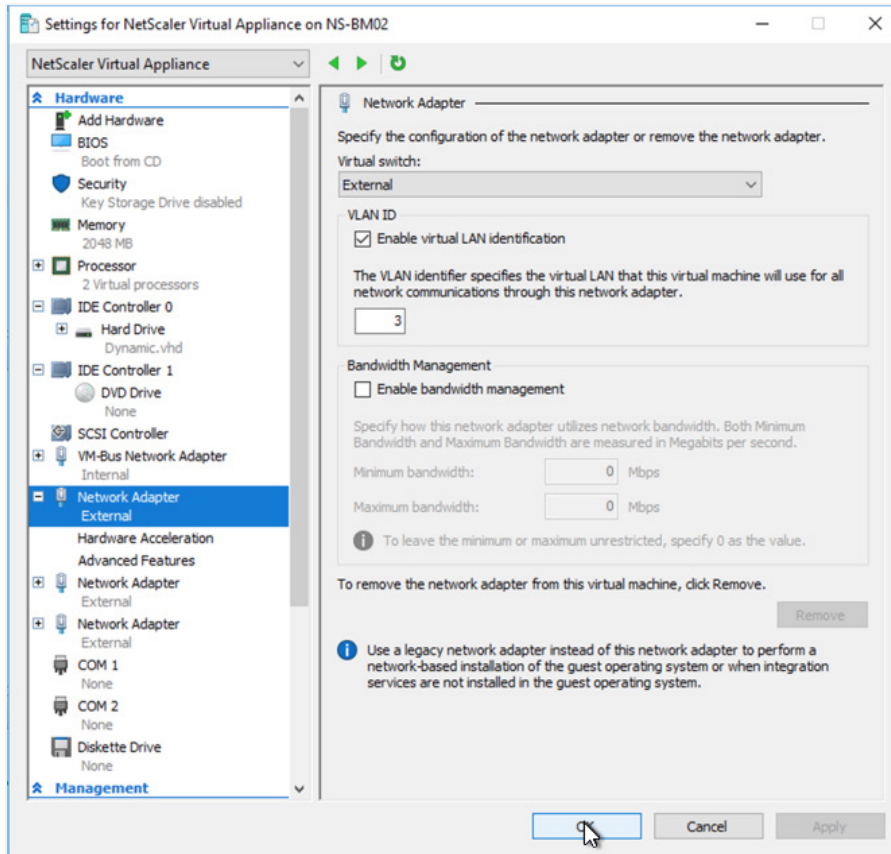 Settings for NetScaler Virtual Appliance on NS-BM02
NetScaler Virtual Appliance
Hardware
Add Hardware
BIOS
Boot from CD
Security
Key Storage Drive disabled
Memory
2048 MB
Processor
2 Virtual processors
IDE Controller 0
Hard Drive
Dynamic.vhd
IDE Controller 1
DVD Drive
None
SCSI Controller
VM-Bus Network Adapter
Internal
Network Adapter
External
Hardware Acceleration
Advanced Features
Network Adapter
External
Network Adapter
External
COM 1
None
COM 2
None
Diskette Drive
None
Management
Network Adapter
Specify the configuration of the network adapter or remove the network adapter.
Virtual switch:
External
VLAN ID
Enable virtual LAN identification
The VLAN identifier specifies the virtual LAN that this virtual machine will use for all
network communications through this network adapter.
3
Bandwidth Management
Enable bandwidth management
Specify how this network adapter utilizes network bandwidth. Both Minimum
Bandwidth and Maximum Bandwidth are measured in Megabits per second.
Minimum bandwidth: 0 Mbps
Maximum bandwidth: 0 Mbps
To leave the minimum or maximum unrestricted, specify 0 as the value.
To remove the network adapter from this virtual machine, click Remove.
Remove
Use a legacy network adapter instead of this network adapter to perform a
network-based installation of the guest operating system or when integration
services are not installed in the guest operating system.
OK Cancel Apply